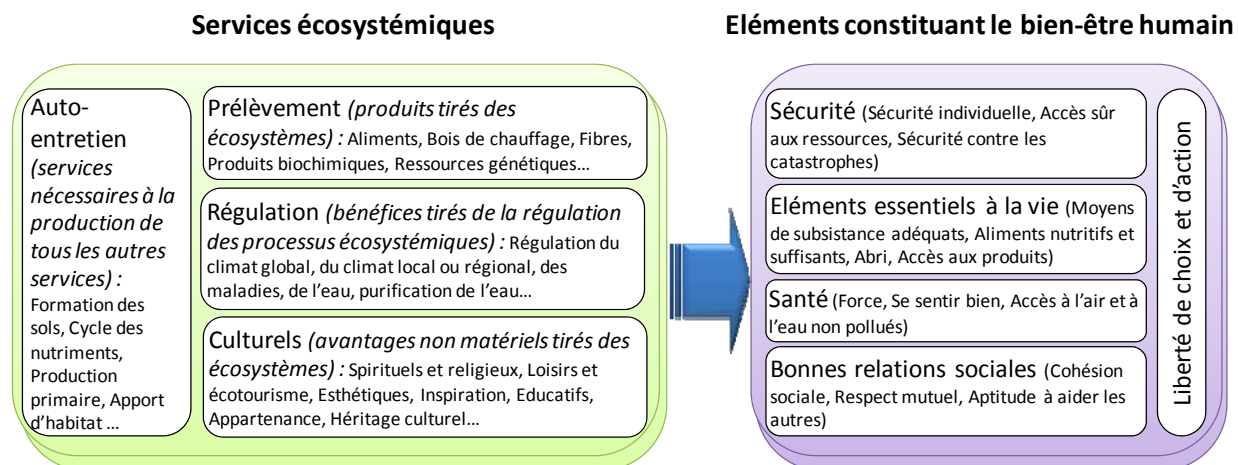 Services écosystémiques
Auto-
entretien
(services
nécessaires à la
production de
tous les autres
services) :
Formation des
sols, Cycle des
nutriments,
Production
primaire, Apport
d’habitat ...
Prélèvement (produits tirés des
écosystèmes) : Aliments, Bois de chauffage, Fibres,
Produits biochimiques, Ressources génétiques…
Régulation (bénéfices tirés de la régulation
des processus écosystémiques) : Régulation du
climat global, du climat local ou régional, des
maladies, de l’eau, purification de l’eau…
Culturels (avantages non matériels tirés des
écosystèmes) : Spirituels et religieux, Loisirs et
écotourisme, Esthétiques, Inspiration, Educatifs,
Appartenance, Héritage culturel…
Eléments constituant le bien-être humain
Sécurité (Sécurité individuelle, Accès sûr
aux ressources, Sécurité contre les
catastrophes)
Eléments essentiels à la vie (Moyens
de subsistance adéquats, Aliments nutritifs et
suffisants, Abri, Accès aux produits)
Santé (Force, Se sentir bien, Accès à l’air et à
l’eau non pollués)
Bonnes relations sociales (Cohésion
sociale, Respect mutuel, Aptitude à aider les
autres)
Liberté de choix et d’action